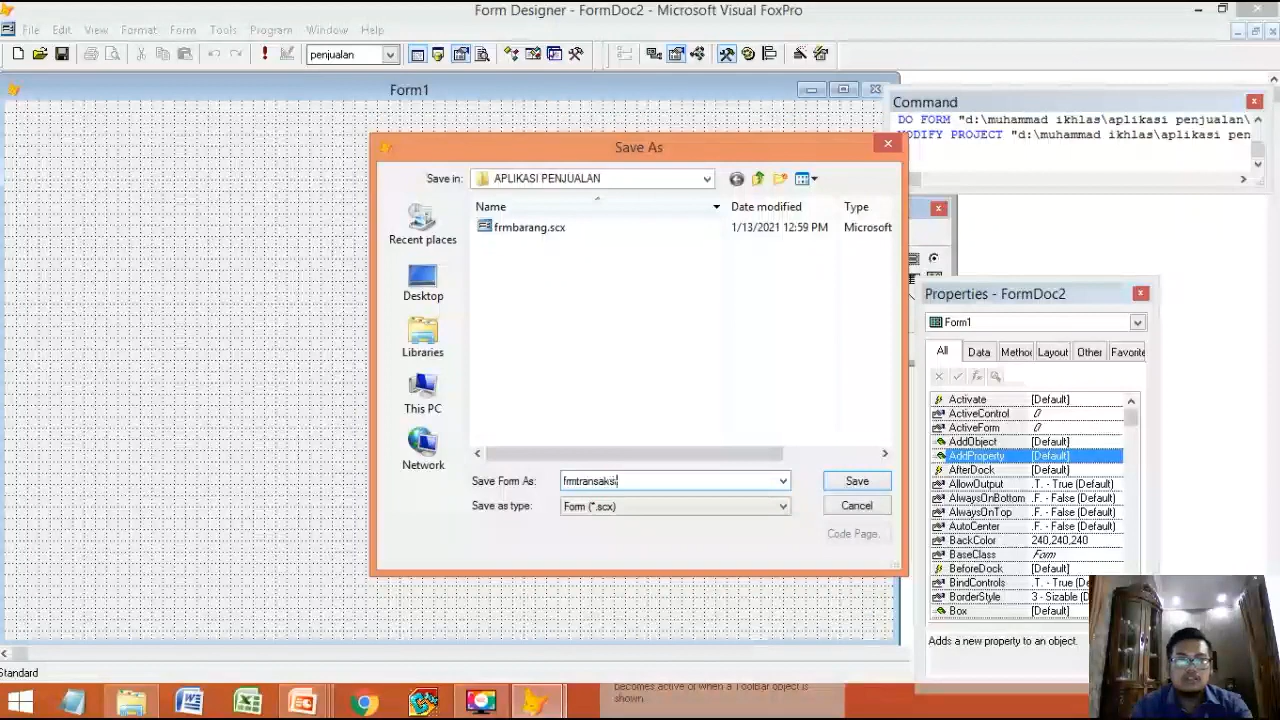 Form Designer - FormDoc2 - Microsoft Visual FoxPro
File Edit View Format Form Tools Program Window Help
penjualan
Form1
Command
DO FORM "d:\muhammad ikhlas\aplikasi penjualan\
MODIFY PROJECT "d:\muhammad ikhlas\aplikasi pen
Save As
Save in: APLIKASI PENJUALAN
Name Date modified Type
frmbarang.scx 1/13/2021 12:59 PM Microsoft
Recent places
Desktop
Libraries
This PC
Network
Save Form As: frmtransaksi Save
Save as type: Form (*.scx) Cancel
Code Page.
Properties - FormDoc2
Form1
All Data Method Layout Other Favorite
Activate [Default]
ActiveControl 0
ActiveForm 0
AddObject [Default]
AddProperty [Default]
AfterDock [Default]
AllowOutput .T. - True (Default)
AlwaysOnBottom .F. - False (Default)
AlwaysOnTop .F. - False (Default)
AutoCenter .F. - False (Default)
BackColor 240,240,240
BaseClass Form
BeforeDock [Default]
BindControls .T. - True (D
BorderStyle 3 - Sizable (D
Box [Default]
Adds a new property to an object.
Standard
becomes active or when a ToolBar object is
shown.